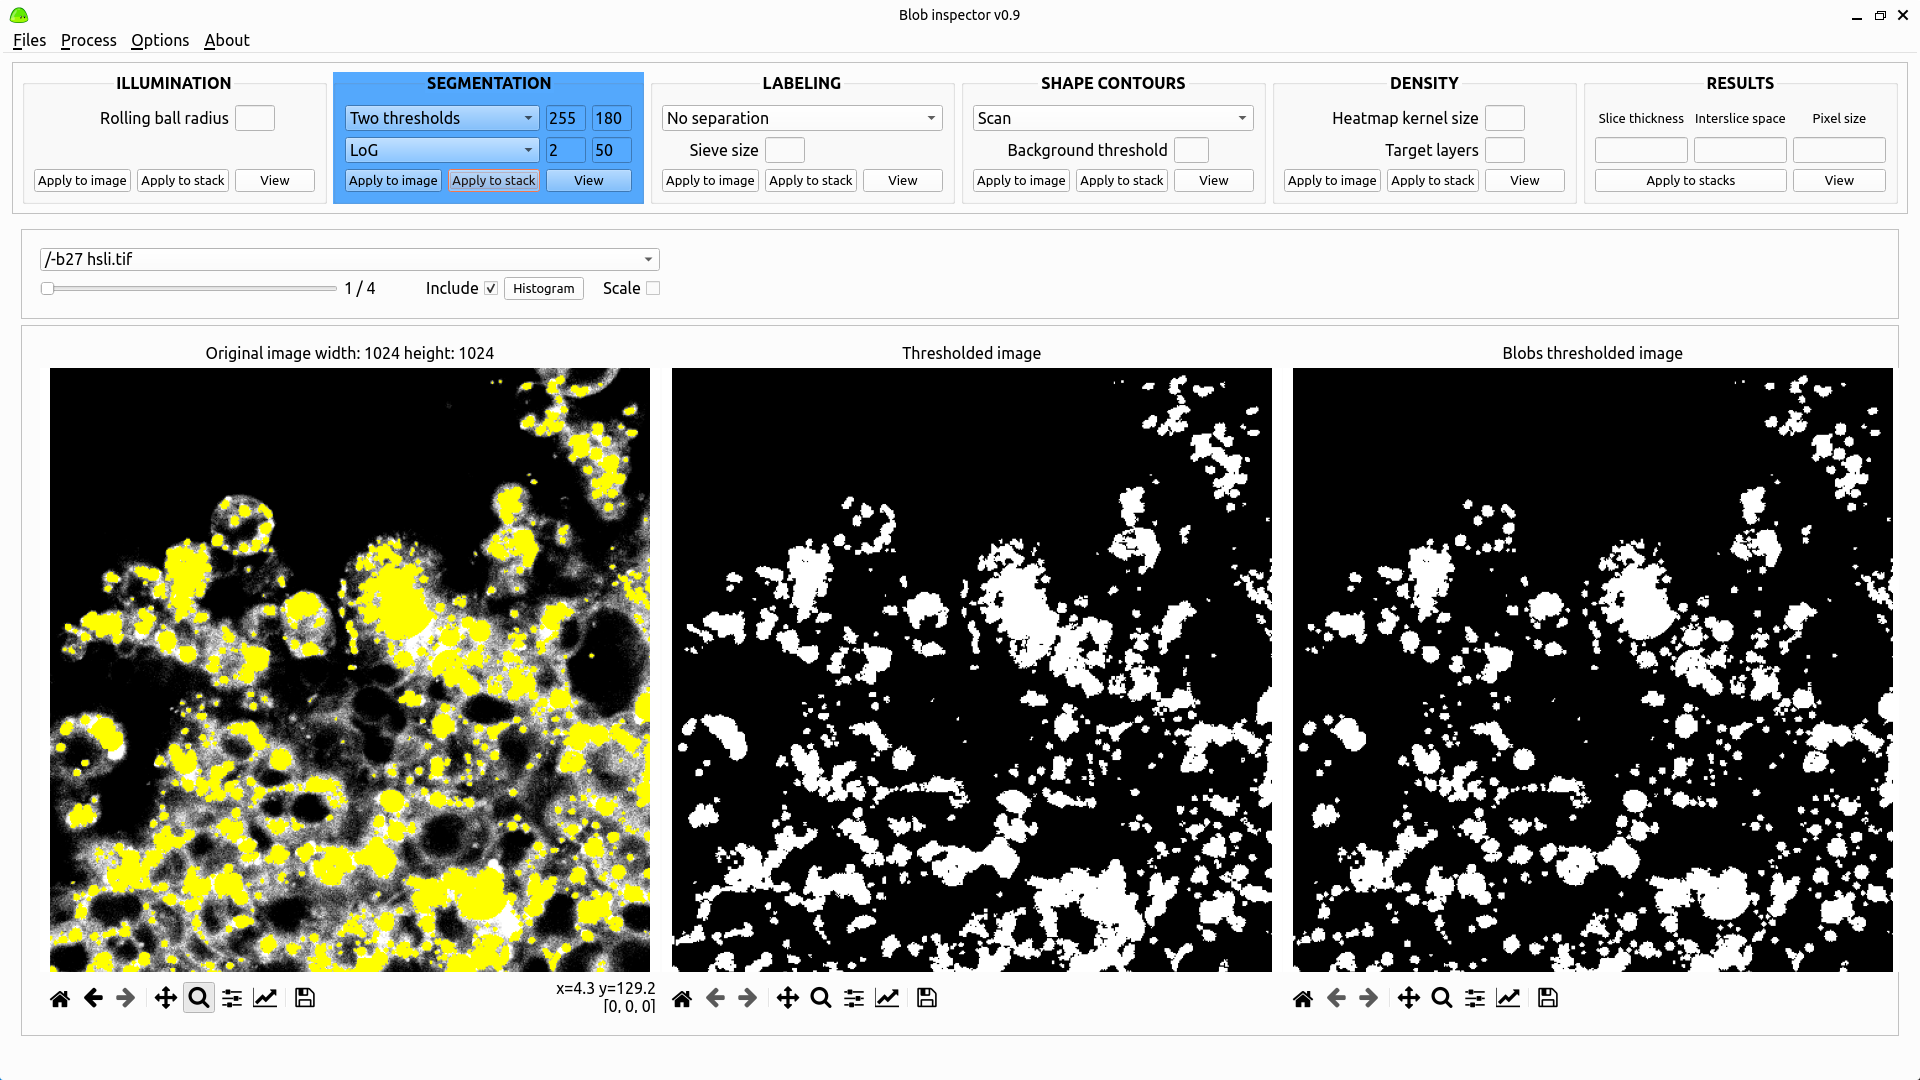 Blob inspector v0.9
Files Process Options About
ILLUMINATION
Rolling ball radius
Apply to image Apply to stack View
SEGMENTATION
Two thresholds 255 180
LoG 2 50
Apply to image Apply to stack View
LABELING
No separation
Sieve size
Apply to image Apply to stack View
SHAPE CONTOURS
Scan
Background threshold
Apply to image Apply to stack View
DENSITY
Heatmap kernel size
Target layers
Apply to image Apply to stack View
RESULTS
Slice thickness Interslice space Pixel size
Apply to stacks View
/-b27 hsli.tif
1 / 4 Include Histogram Scale
Original image width: 1024 height: 1024
Thresholded image
Blobs thresholded image
x=4.3 y=129.2
[0, 0, 0]